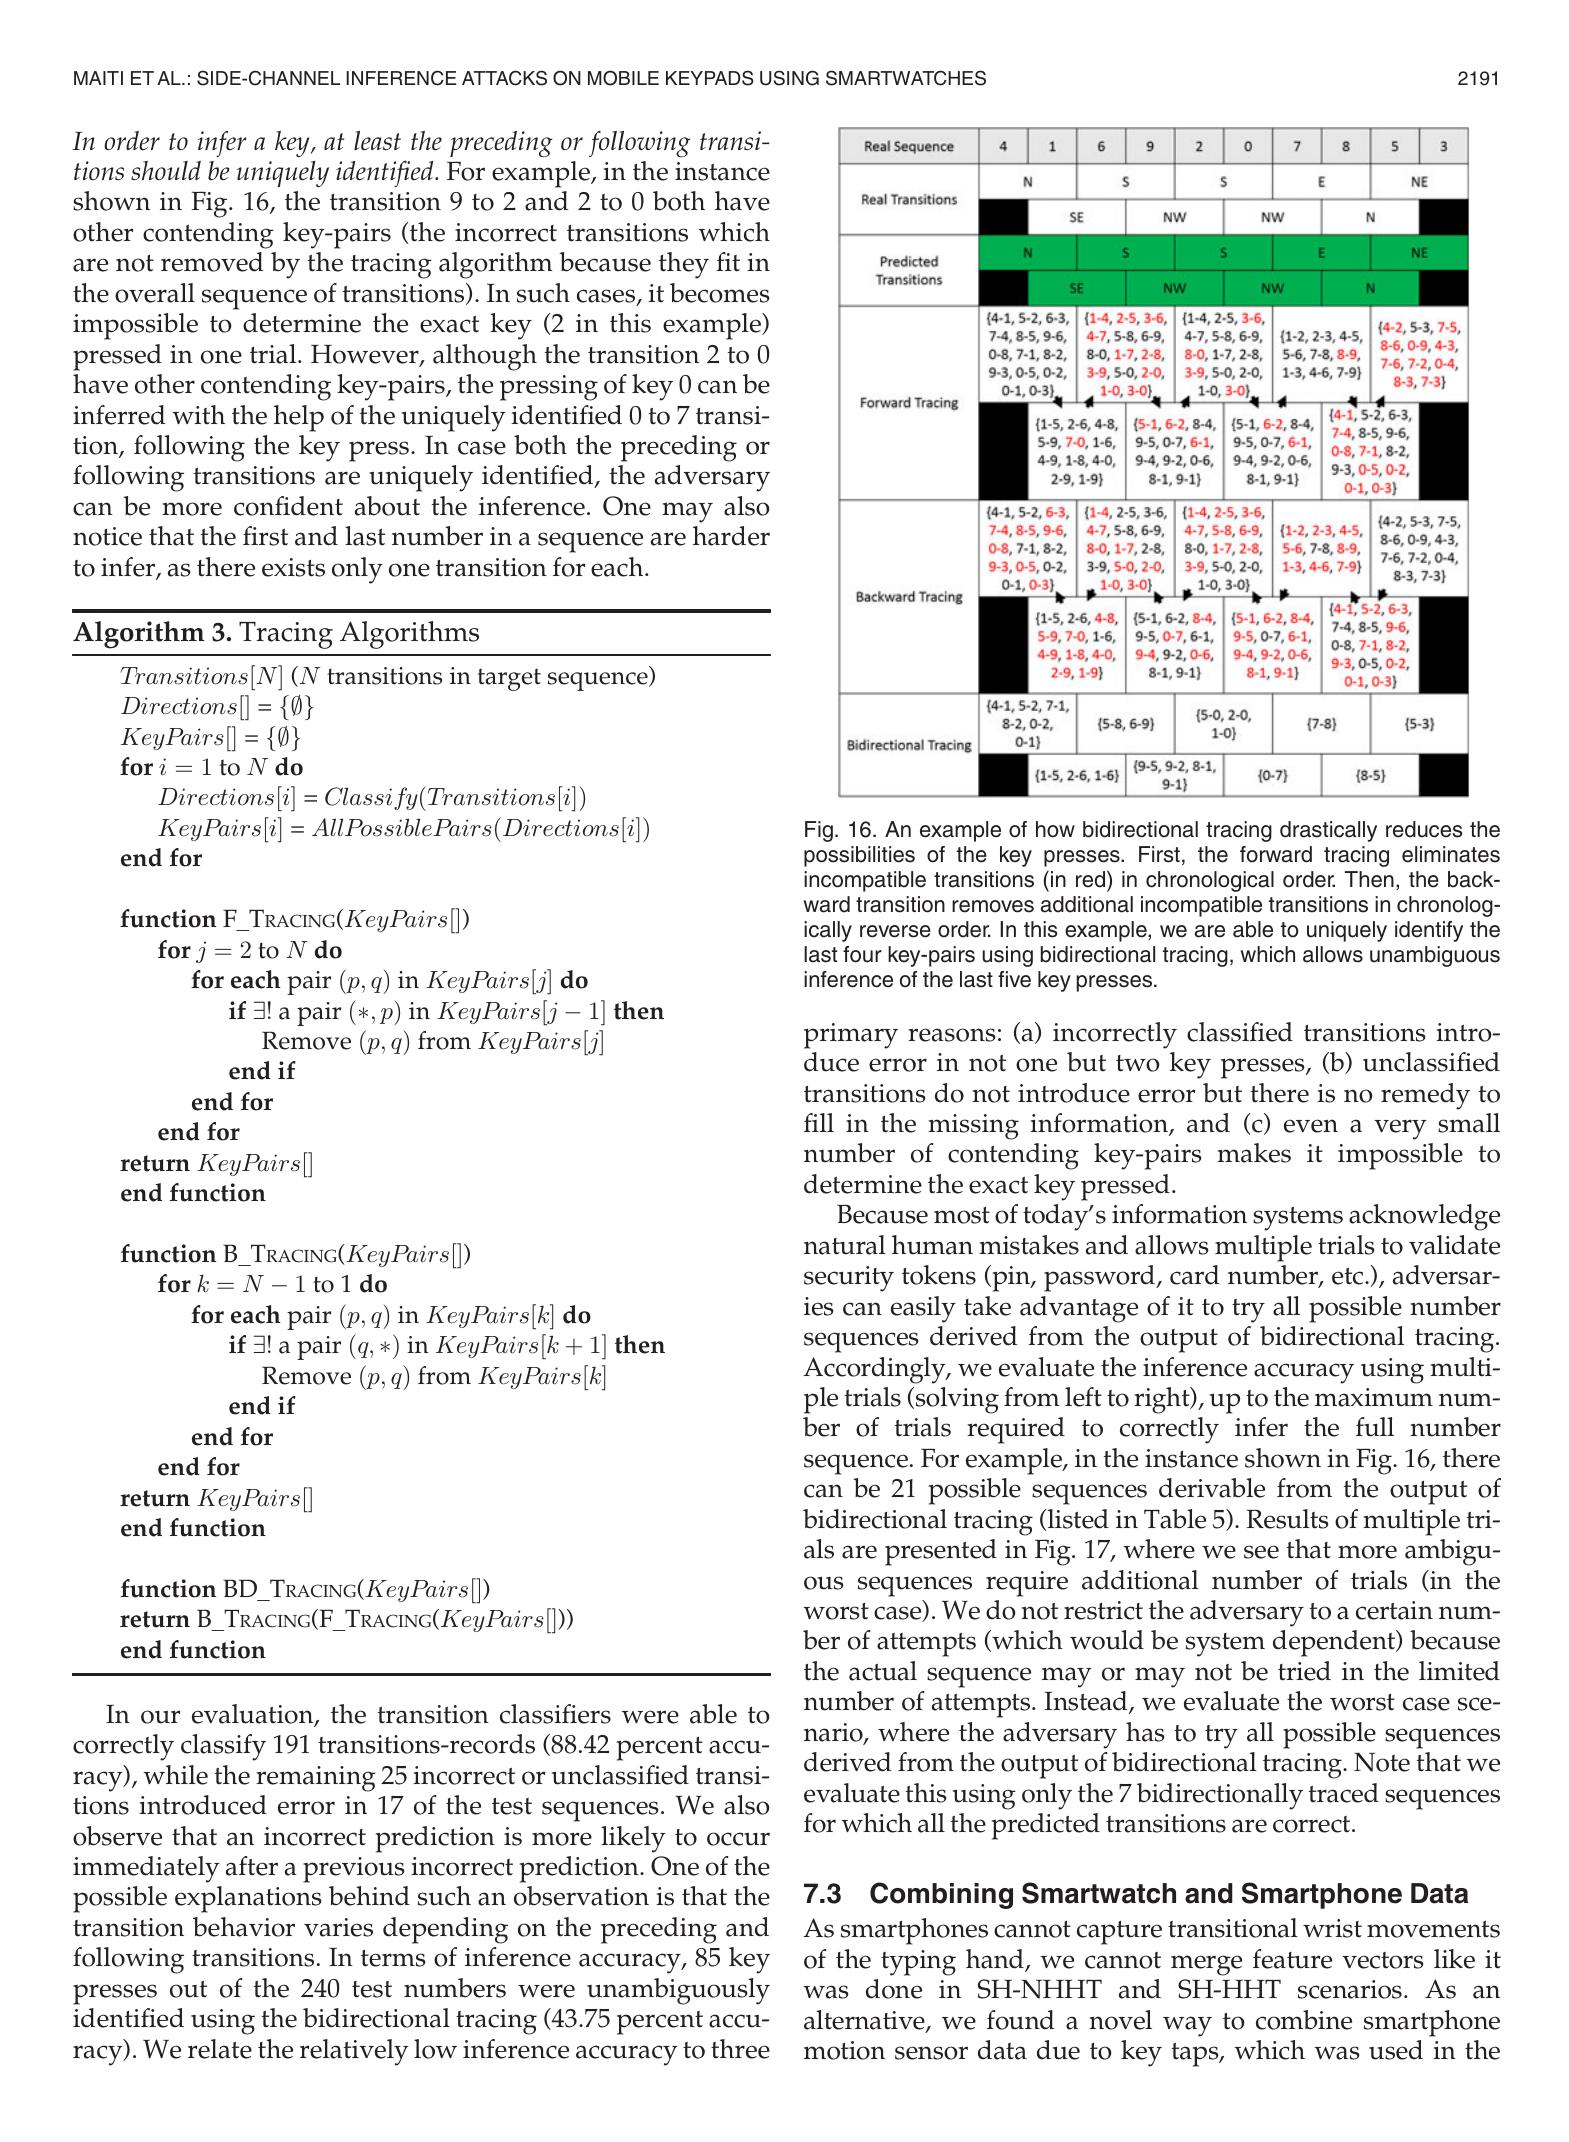 MAITI ET AL.: SIDE-CHANNEL INFERENCE ATTACKS ON MOBILE KEYPADS USING SMARTWATCHES 2191
In order to infer a key, at least the preceding or following transi-
tions should be uniquely identified. For example, in the instance
shown in Fig. 16, the transition 9 to 2 and 2 to 0 both have
other contending key-pairs (the incorrect transitions which
are not removed by the tracing algorithm because they fit in
the overall sequence of transitions). In such cases, it becomes
impossible to determine the exact key (2 in this example)
pressed in one trial. However, although the transition 2 to 0
have other contending key-pairs, the pressing of key 0 can be
inferred with the help of the uniquely identified 0 to 7 transi-
tion, following the key press. In case both the preceding or
following transitions are uniquely identified, the adversary
can be more confident about the inference. One may also
notice that the first and last number in a sequence are harder
to infer, as there exists only one transition for each.
Algorithm 3. Tracing Algorithms
Transitions[N] (N transitions in target sequence)
Directions[] = {∅}
KeyPairs[] = {∅}
for i = 1 to N do
Directions[i] = Classify(Transitions[i])
KeyPairs[i] = AllPossiblePairs(Directions[i])
end for
function F_TRACING(KeyPairs[])
for j = 2 to N do
for each pair (p, q) in KeyPairs[j] do
if ∃! a pair (∗, p) in KeyPairs[j − 1] then
Remove (p, q) from KeyPairs[j]
end if
end for
end for
return KeyPairs[]
end function
function B_TRACING(KeyPairs[])
for k = N − 1 to 1 do
for each pair (p, q) in KeyPairs[k] do
if ∃! a pair (q, ∗) in KeyPairs[k + 1] then
Remove (p, q) from KeyPairs[k]
end if
end for
end for
return KeyPairs[]
end function
function BD_TRACING(KeyPairs[])
return B_TRACING(F_TRACING(KeyPairs[]))
end function
In our evaluation, the transition classifiers were able to
correctly classify 191 transitions-records (88.42 percent accu-
racy), while the remaining 25 incorrect or unclassified transi-
tions introduced error in 17 of the test sequences. We also
observe that an incorrect prediction is more likely to occur
immediately after a previous incorrect prediction. One of the
possible explanations behind such an observation is that the
transition behavior varies depending on the preceding and
following transitions. In terms of inference accuracy, 85 key
presses out of the 240 test numbers were unambiguously
identified using the bidirectional tracing (43.75 percent accu-
racy). We relate the relatively low inference accuracy to three
Real Sequence 4 1 6 9 2 0 7 8 5 3
Real Transitions
N S S E NE
SE NW NW N
Predicted
Transitions
N S S E NE
SE NW NW N
Forward Tracing
{4-1, 5-2, 6-3,
7-4, 8-5, 9-6,
0-8, 7-1, 8-2,
9-3, 0-5, 0-2,
0-1, 0-3}
{1-4, 2-5, 3-6,
4-7, 5-8, 6-9,
8-0, 1-7, 2-8,
3-9, 5-0, 2-0,
1-0, 3-0}
{1-4, 2-5, 3-6,
4-7, 5-8, 6-9,
8-0, 1-7, 2-8,
3-9, 5-0, 2-0,
1-0, 3-0}
{1-2, 2-3, 4-5,
5-6, 7-8, 8-9,
1-3, 4-6, 7-9}
{4-2, 5-3, 7-5,
8-6, 0-9, 4-3,
7-6, 7-2, 0-4,
8-3, 7-3}
{1-5, 2-6, 4-8,
5-9, 7-0, 1-6,
4-9, 1-8, 4-0,
2-9, 1-9}
{5-1, 6-2, 8-4,
9-5, 0-7, 6-1,
9-4, 9-2, 0-6,
8-1, 9-1}
{5-1, 6-2, 8-4,
9-5, 0-7, 6-1,
9-4, 9-2, 0-6,
8-1, 9-1}
{4-1, 5-2, 6-3,
7-4, 8-5, 9-6,
0-8, 7-1, 8-2,
9-3, 0-5, 0-2,
0-1, 0-3}
Backward Tracing
{4-1, 5-2, 6-3,
7-4, 8-5, 9-6,
0-8, 7-1, 8-2,
9-3, 0-5, 0-2,
0-1, 0-3}
{1-4, 2-5, 3-6,
4-7, 5-8, 6-9,
8-0, 1-7, 2-8,
3-9, 5-0, 2-0,
1-0, 3-0}
{1-4, 2-5, 3-6,
4-7, 5-8, 6-9,
8-0, 1-7, 2-8,
3-9, 5-0, 2-0,
1-0, 3-0}
{1-2, 2-3, 4-5,
5-6, 7-8, 8-9,
1-3, 4-6, 7-9}
{4-2, 5-3, 7-5,
8-6, 0-9, 4-3,
7-6, 7-2, 0-4,
8-3, 7-3}
{1-5, 2-6, 4-8,
5-9, 7-0, 1-6,
4-9, 1-8, 4-0,
2-9, 1-9}
{5-1, 6-2, 8-4,
9-5, 0-7, 6-1,
9-4, 9-2, 0-6,
8-1, 9-1}
{5-1, 6-2, 8-4,
9-5, 0-7, 6-1,
9-4, 9-2, 0-6,
8-1, 9-1}
{4-1, 5-2, 6-3,
7-4, 8-5, 9-6,
0-8, 7-1, 8-2,
9-3, 0-5, 0-2,
0-1, 0-3}
Bidirectional Tracing
{4-1, 5-2, 7-1,
8-2, 0-2,
0-1}
{5-8, 6-9}
{5-0, 2-0,
1-0}
{7-8}
{5-3}
{1-5, 2-6, 1-6}
{9-5, 9-2, 8-1,
9-1}
{0-7}
{8-5}
Fig. 16. An example of how bidirectional tracing drastically reduces the
possibilities of the key presses. First, the forward tracing eliminates
incompatible transitions (in red) in chronological order. Then, the back-
ward transition removes additional incompatible transitions in chronolog-
ically reverse order. In this example, we are able to uniquely identify the
last four key-pairs using bidirectional tracing, which allows unambiguous
inference of the last five key presses.
primary reasons: (a) incorrectly classified transitions intro-
duce error in not one but two key presses, (b) unclassified
transitions do not introduce error but there is no remedy to
fill in the missing information, and (c) even a very small
number of contending key-pairs makes it impossible to
determine the exact key pressed.
Because most of today's information systems acknowledge
natural human mistakes and allows multiple trials to validate
security tokens (pin, password, card number, etc.), adversar-
ies can easily take advantage of it to try all possible number
sequences derived from the output of bidirectional tracing.
Accordingly, we evaluate the inference accuracy using multi-
ple trials (solving from left to right), up to the maximum num-
ber of trials required to correctly infer the full number
sequence. For example, in the instance shown in Fig. 16, there
can be 21 possible sequences derivable from the output of
bidirectional tracing (listed in Table 5). Results of multiple tri-
als are presented in Fig. 17, where we see that more ambigu-
ous sequences require additional number of trials (in the
worst case). We do not restrict the adversary to a certain num-
ber of attempts (which would be system dependent) because
the actual sequence may or may not be tried in the limited
number of attempts. Instead, we evaluate the worst case sce-
nario, where the adversary has to try all possible sequences
derived from the output of bidirectional tracing. Note that we
evaluate this using only the 7 bidirectionally traced sequences
for which all the predicted transitions are correct.
7.3 Combining Smartwatch and Smartphone Data
As smartphones cannot capture transitional wrist movements
of the typing hand, we cannot merge feature vectors like it
was done in SH-NHHT and SH-HHT scenarios. As an
alternative, we found a novel way to combine smartphone
motion sensor data due to key taps, which was used in the